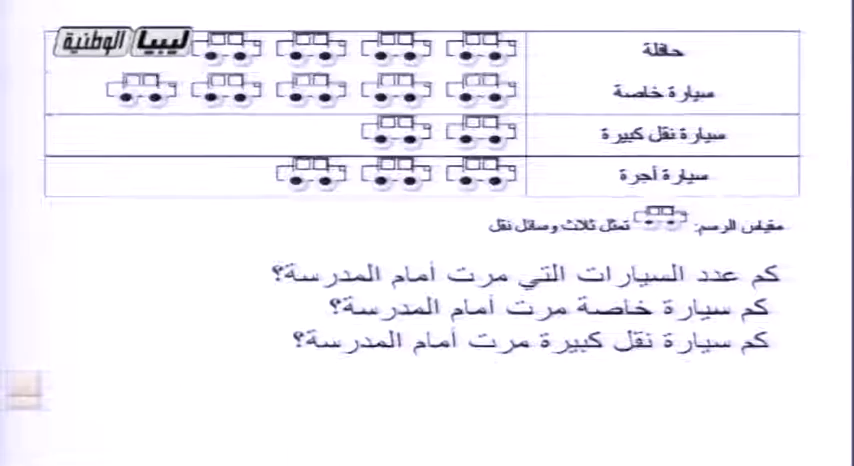 ليبيا الوطنية
حافلة
سيارة خاصة
سيارة نقل كبيرة
سيارة أجرة
مقياس الرسم: تمثل ثلاث وسائل نقل
كم عدد السيارات التي مرت أمام المدرسة؟
كم سيارة خاصة مرت أمام المدرسة؟
كم سيارة نقل كبيرة مرت أمام المدرسة؟